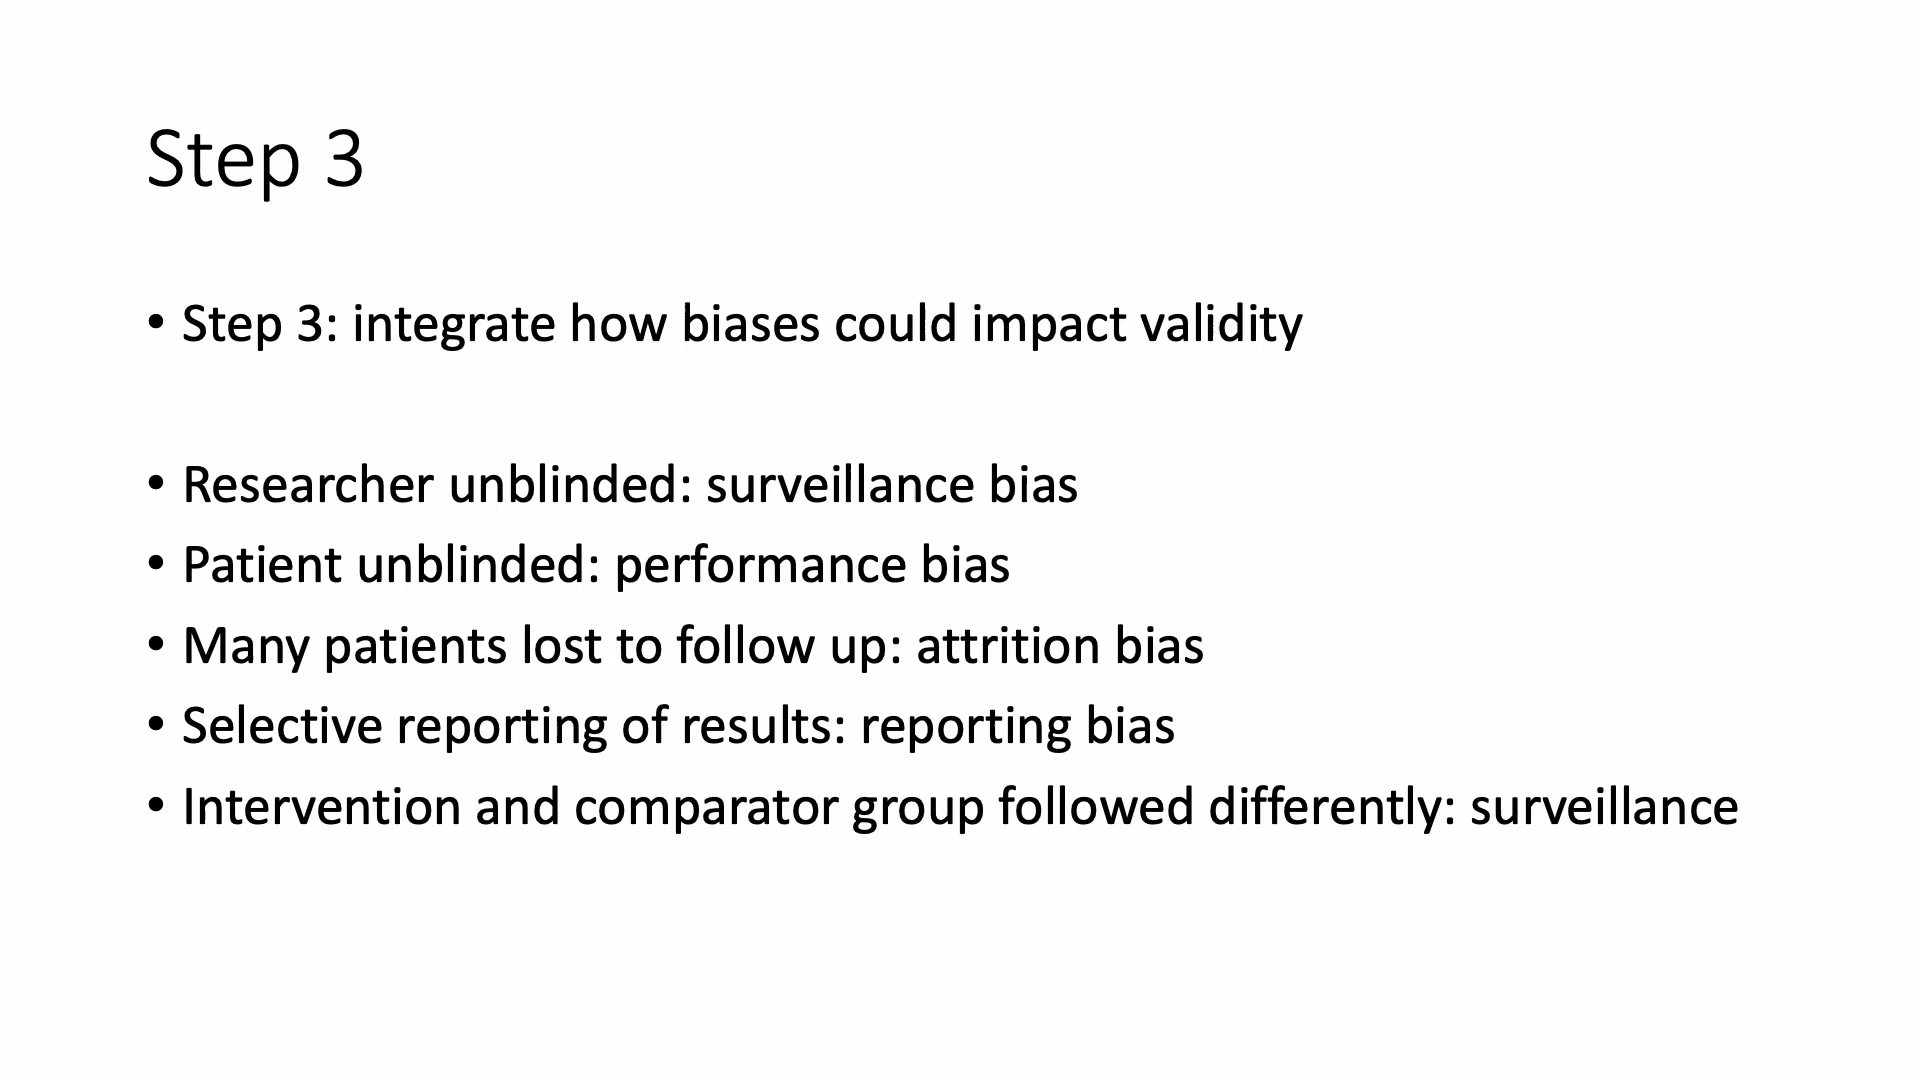 Step 3
• Step 3: integrate how biases could impact validity
• Researcher unblinded: surveillance bias
• Patient unblinded: performance bias
• Many patients lost to follow up: attrition bias
• Selective reporting of results: reporting bias
• Intervention and comparator group followed differently: surveillance